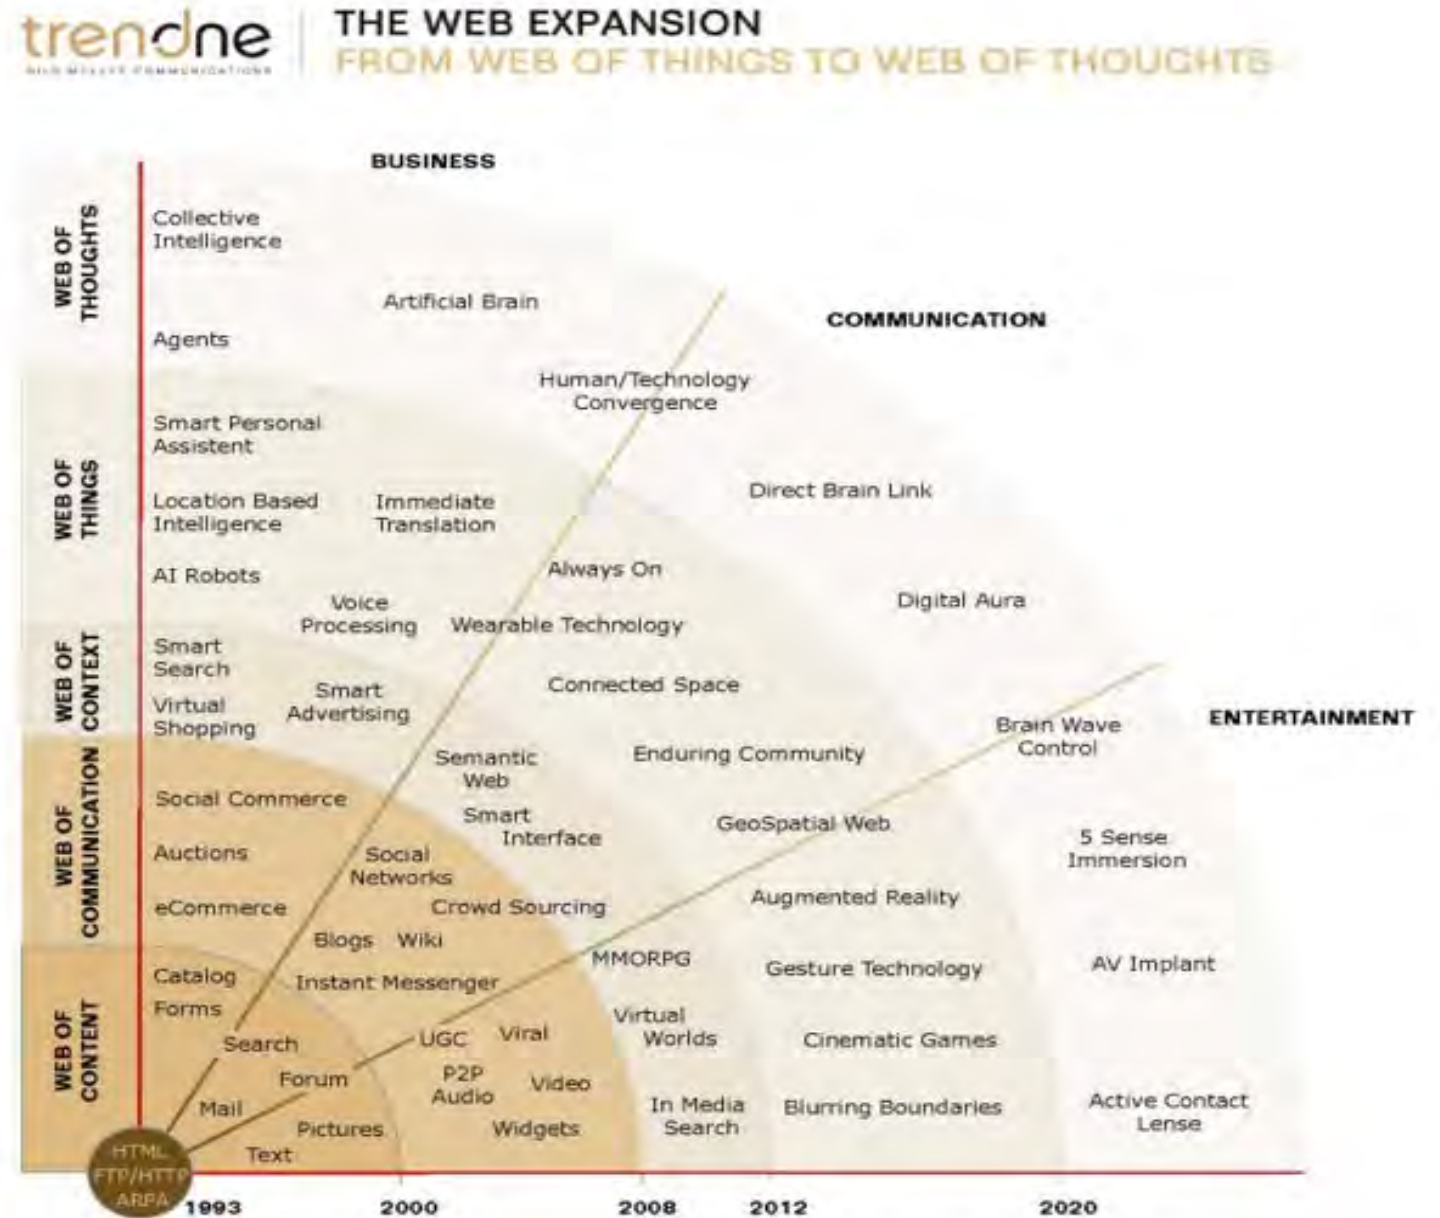 trendne
THE WEB EXPANSION
FROM WEB OF THINGS TO WEB OF THOUGHTS
BUSINESS
COMMUNICATION
ENTERTAINMENT
WEB OF
THOUGHTS
Collective
Intelligence
Artificial Brain
Agents
Human/Technology
Convergence
Direct Brain Link
Digital Aura
Brain Wave
Control
5 Sense
Immersion
AV Implant
Active Contact
Lense
WEB OF
THINGS
Smart Personal
Assistent
Location Based
Intelligence
Immediate
Translation
AI Robots
Voice
Processing
Always On
Wearable Technology
Connected Space
Enduring Community
GeoSpatial Web
Augmented Reality
Gesture Technology
Cinematic Games
Blurring Boundaries
WEB OF
CONTEXT
Smart
Search
Virtual
Shopping
Smart
Advertising
Semantic
Web
Smart
Interface
MMORPG
Virtual
Worlds
In Media
Search
WEB OF
COMMUNICATION
Social Commerce
Auctions
eCommerce
Social
Networks
Crowd Sourcing
Blogs Wiki
Instant Messenger
UGC Viral
P2P
Audio
Video
Widgets
WEB OF
CONTENT
Catalog
Forms
Search
Forum
Mail
Pictures
Text
HTML
FTP/HTTP
ARPA
1993 2000 2008 2012 2020